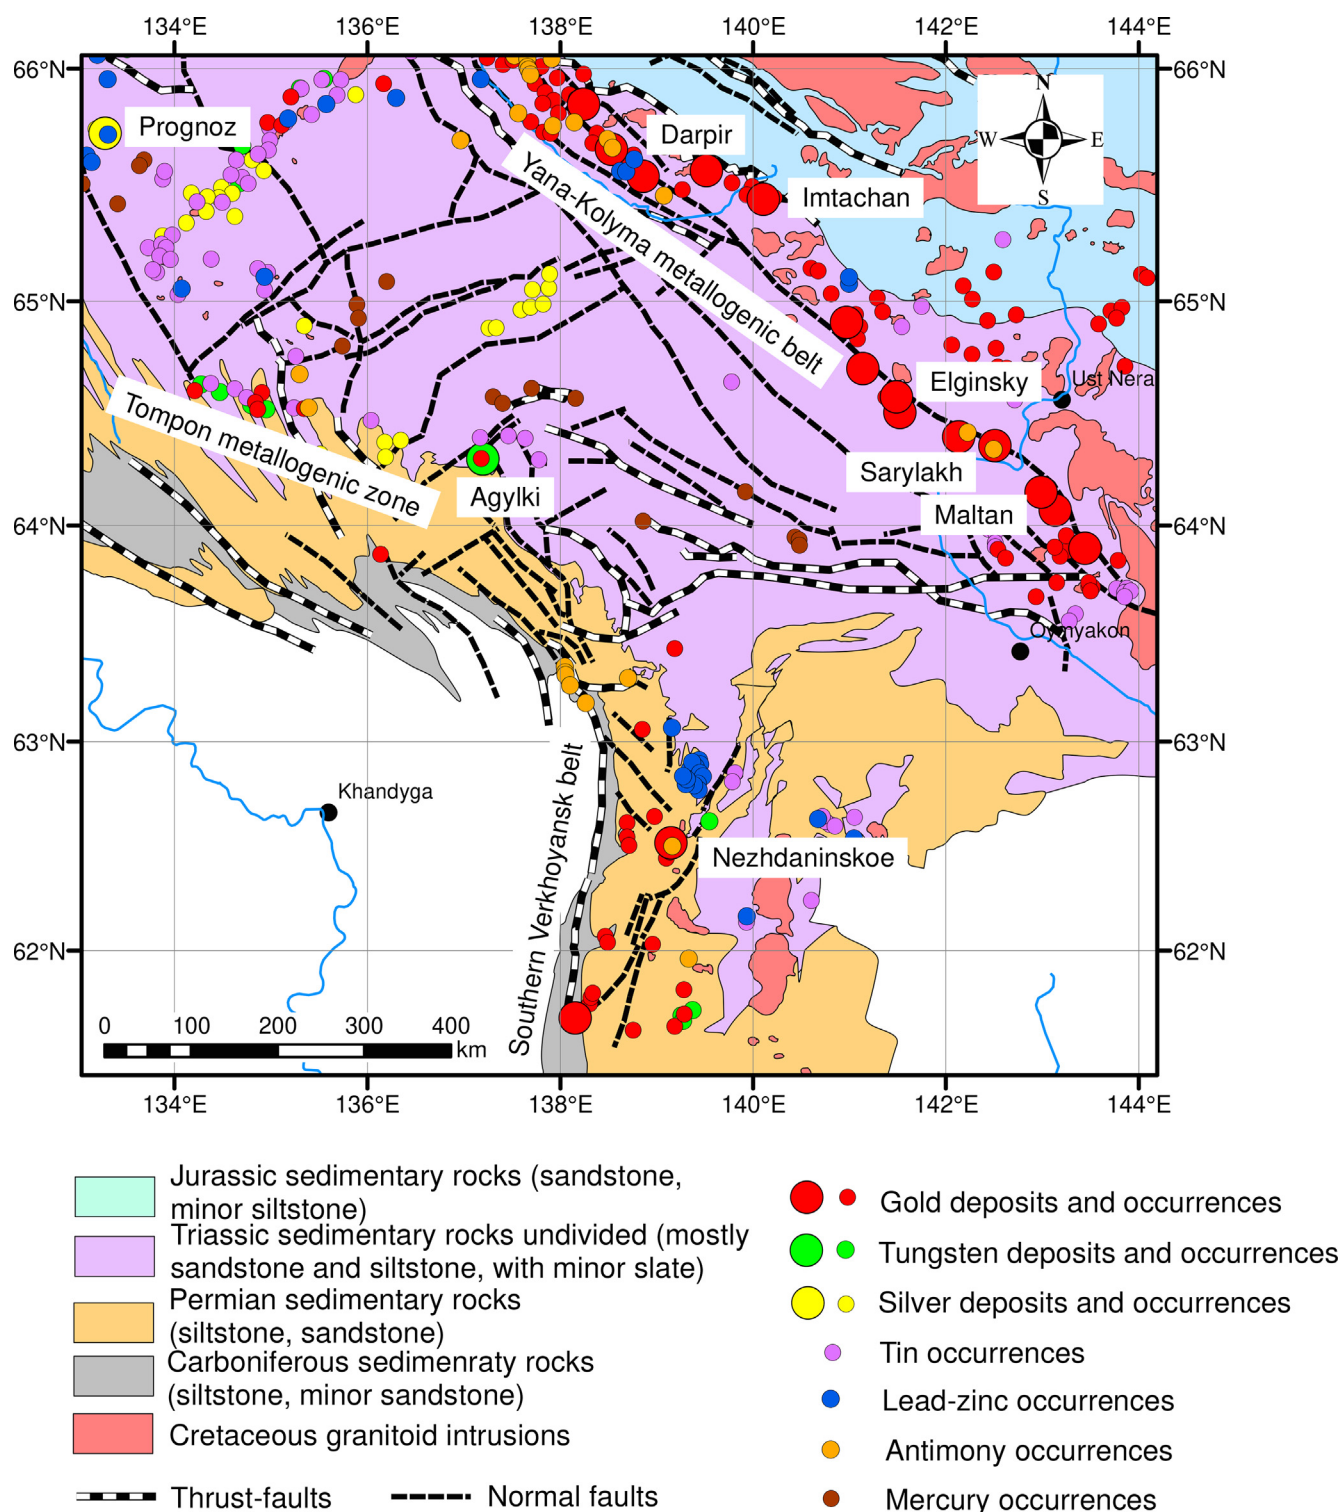 134°E 136°E 138°E 140°E 142°E 144°E
66°N 66°N
N
W E
S
Prognoz
Darpir
Imtachan
Yana-Kolyma metallogenic belt
65°N 65°N
Elginsky
Ust Nera
Tompon metallogenic zone
Sarylakh
Agylki
Maltan
64°N 64°N
Oymyakon
63°N 63°N
Khandyga
Southern Verkhoyansk belt
Nezhdaninskoe
62°N 62°N
0 100 200 300 400
km
134°E 136°E 138°E 140°E 142°E 144°E
Jurassic sedimentary rocks (sandstone,
minor siltstone)
Triassic sedimentary rocks undivided (mostly
sandstone and siltstone, with minor slate)
Permian sedimentary rocks
(siltstone, sandstone)
Carboniferous sedimenraty rocks
(siltstone, minor sandstone)
Cretaceous granitoid intrusions
Thrust-faults
Normal faults
Gold deposits and occurrences
Tungsten deposits and occurrences
Silver deposits and occurrences
Tin occurrences
Lead-zinc occurrences
Antimony occurrences
Mercury occurrences